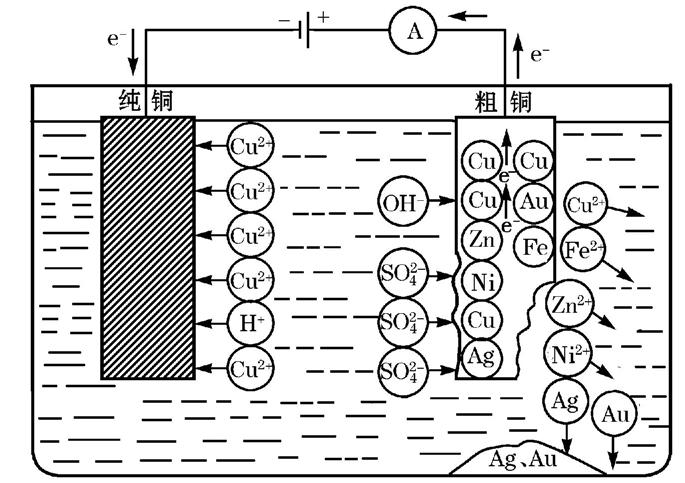 − +
A
e⁻
e⁻
纯铜
粗铜
Cu²⁺
Cu²⁺
Cu²⁺
Cu²⁺
H⁺
Cu²⁺
OH⁻
SO₄²⁻
SO₄²⁻
SO₄²⁻
Cu
Cu
Zn
Ni
Cu
Ag
e⁻
e⁻
Cu
Au
Fe
Cu²⁺
Fe²⁺
Zn²⁺
Ni²⁺
Ag
Au
Ag、Au